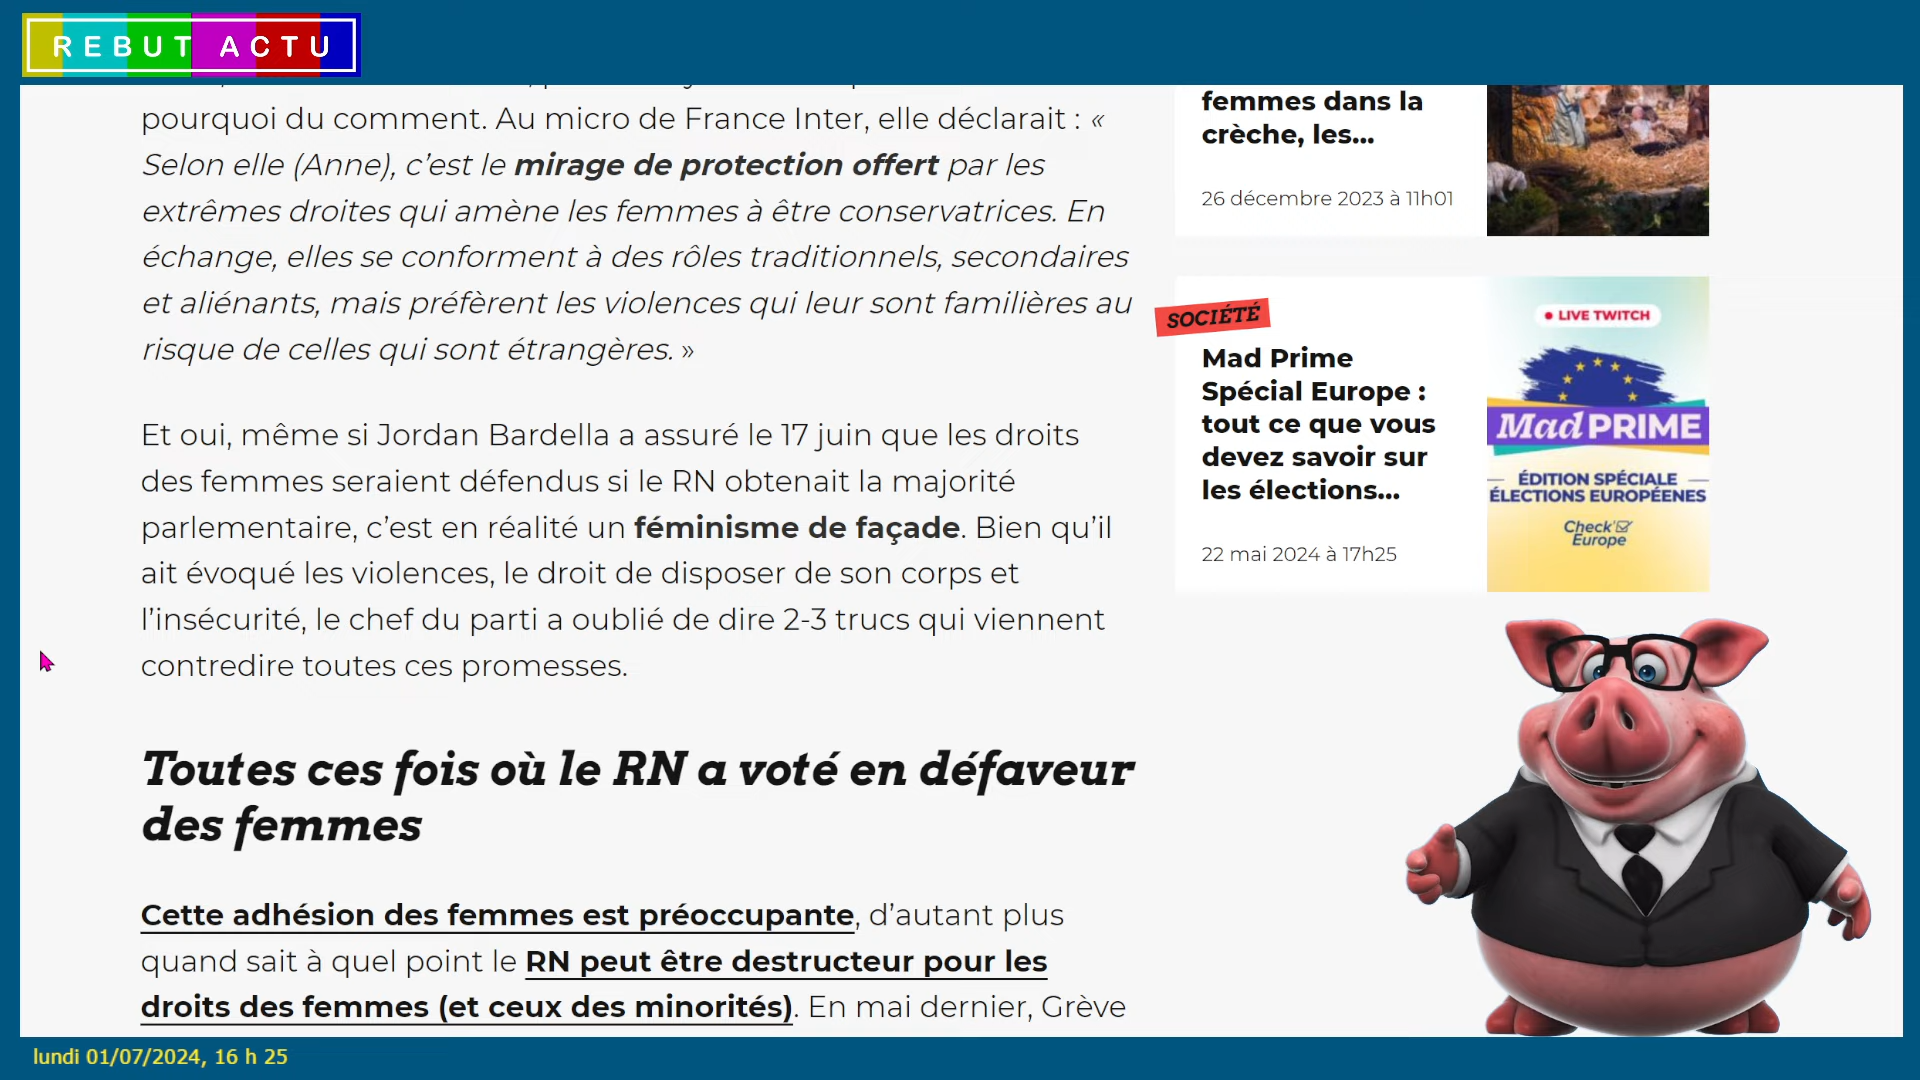 REBUT ACTU
pourquoi du comment. Au micro de France Inter, elle déclarait : «
Selon elle (Anne), c’est le mirage de protection offert par les
extrêmes droites qui amène les femmes à être conservatrices. En
échange, elles se conforment à des rôles traditionnels, secondaires
et aliénants, mais préfèrent les violences qui leur sont familières au
risque de celles qui sont étrangères. »
Et oui, même si Jordan Bardella a assuré le 17 juin que les droits
des femmes seraient défendus si le RN obtenait la majorité
parlementaire, c’est en réalité un féminisme de façade. Bien qu’il
ait évoqué les violences, le droit de disposer de son corps et
l’insécurité, le chef du parti a oublié de dire 2-3 trucs qui viennent
contredire toutes ces promesses.
Toutes ces fois où le RN a voté en défaveur
des femmes
Cette adhésion des femmes est préoccupante, d’autant plus
quand sait à quel point le RN peut être destructeur pour les
droits des femmes (et ceux des minorités). En mai dernier, Grève
femmes dans la
crèche, les...
26 décembre 2023 à 11h01
SOCIÉTÉ
Mad Prime
Spécial Europe :
tout ce que vous
devez savoir sur
les élections...
22 mai 2024 à 17h25
LIVE TWITCH
Mad PRIME
ÉDITION SPÉCIALE
ÉLECTIONS EUROPÉENES
Check
Europe
lundi 01/07/2024, 16 h 25